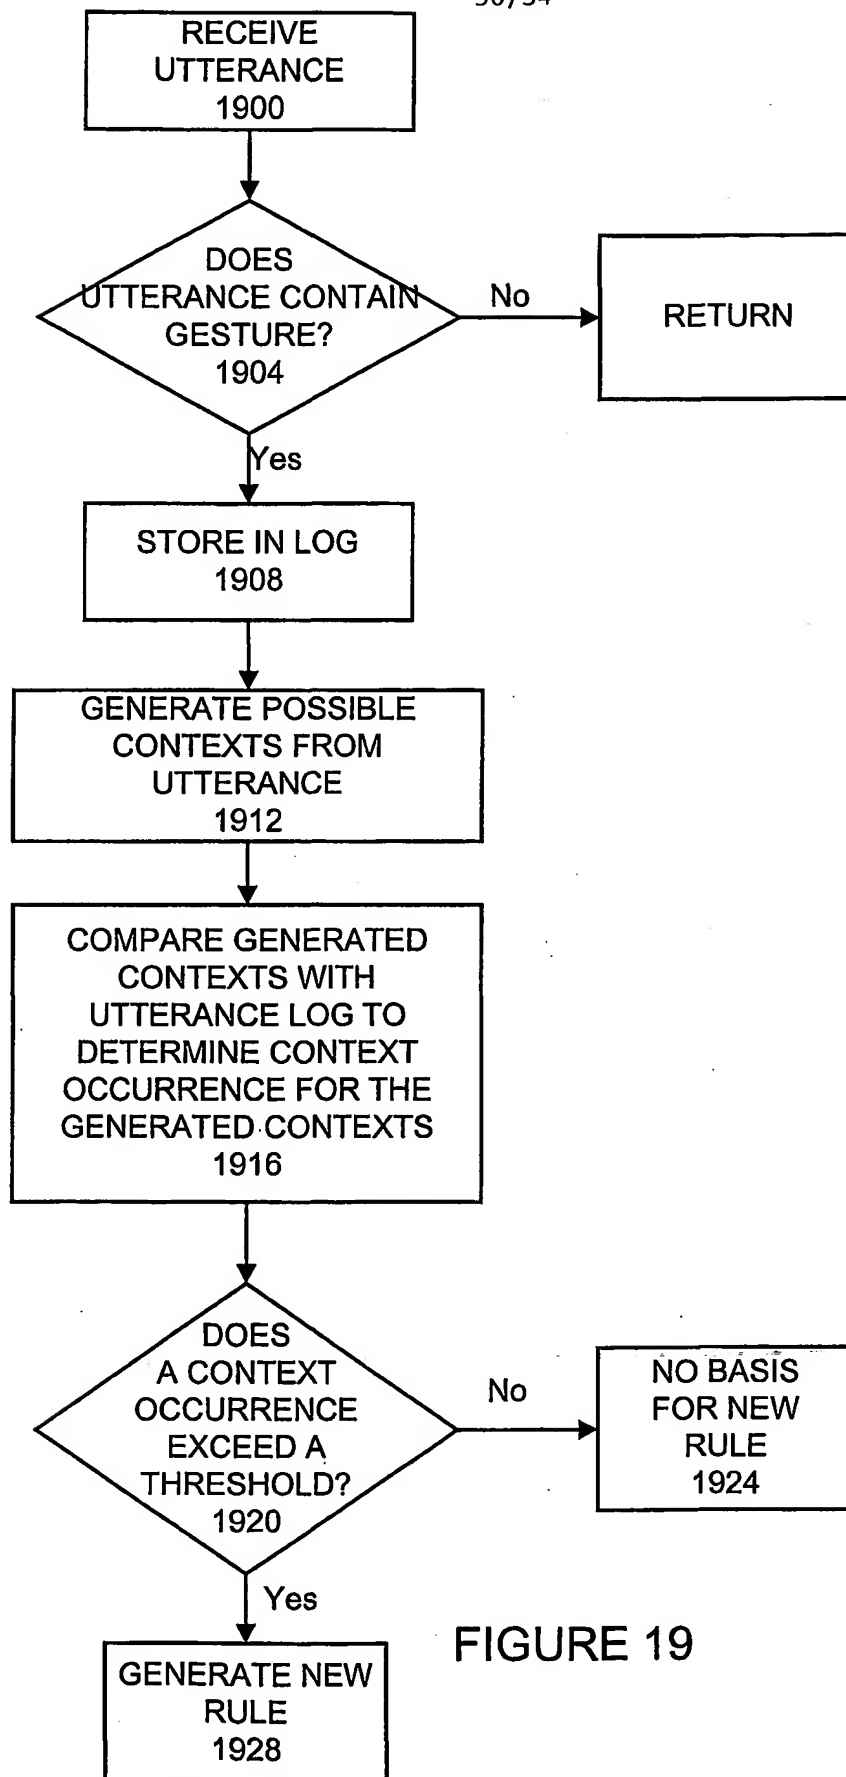 RECEIVE
UTTERANCE
1900
DOES
UTTERANCE CONTAIN
GESTURE?
1904
No
RETURN
Yes
STORE IN LOG
1908
GENERATE POSSIBLE
CONTEXTS FROM
UTTERANCE
1912
COMPARE GENERATED
CONTEXTS WITH
UTTERANCE LOG TO
DETERMINE CONTEXT
OCCURRENCE FOR THE
GENERATED CONTEXTS
1916
DOES
A CONTEXT
OCCURRENCE
EXCEED A
THRESHOLD?
1920
No
NO BASIS
FOR NEW
RULE
1924
Yes
GENERATE NEW
RULE
1928
FIGURE 19